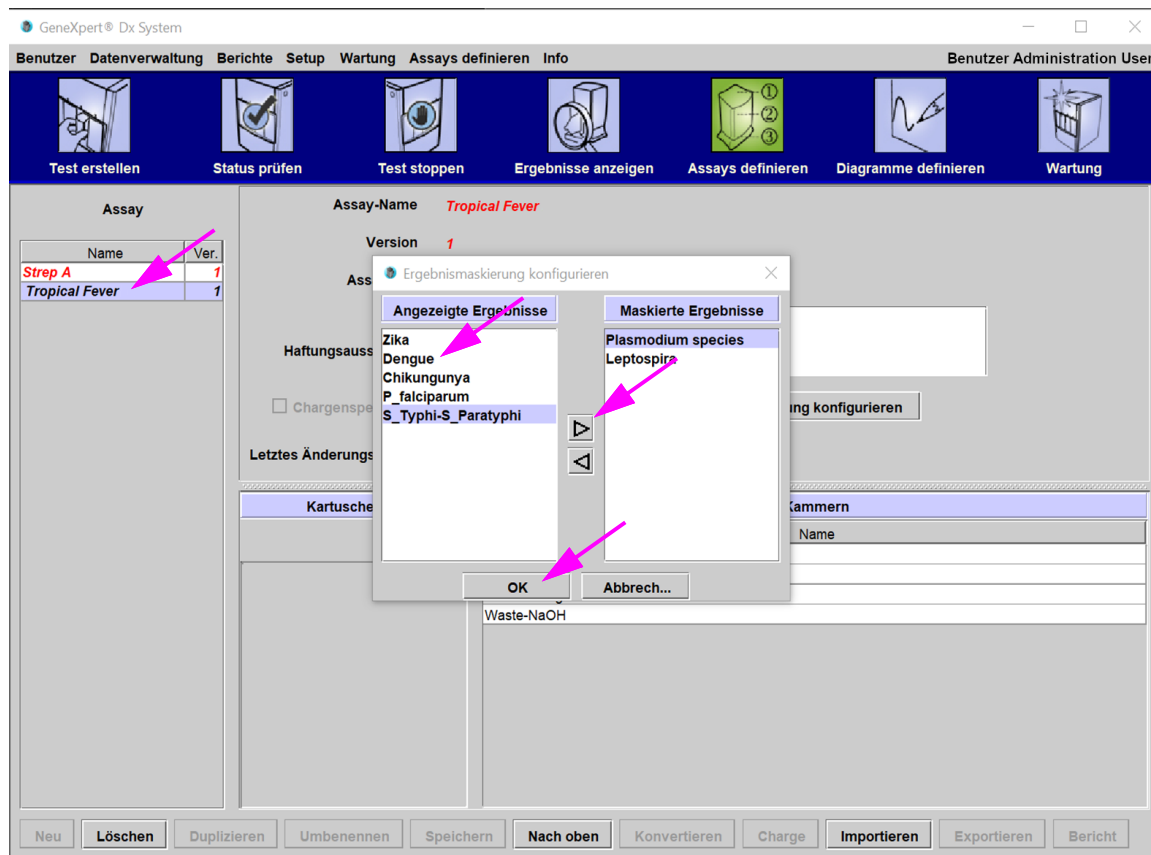 GeneXpert® Dx System
Benutzer Datenverwaltung Berichte Setup Wartung Assays definieren Info Benutzer Administration User
Test erstellen Status prüfen Test stoppen Ergebnisse anzeigen Assays definieren Diagramme definieren Wartung
Assay
Name Ver.
Strep A 1
Tropical Fever 1
Assay-Name Tropical Fever
Version 1
Ass
Haftungsauss
Chargenspe
ung konfigurieren
Letztes Änderungs
Ergebnismaskierung konfigurieren
Angezeigte Ergebnisse Maskierte Ergebnisse
Zika
Dengue
Chikungunya
P_falciparum
S_Typhi-S_Paratyphi
Plasmodium species
Leptospira
OK Abbrech...
Kartusche
Kammern
Name
Waste-NaOH
Neu Löschen Duplizieren Umbenennen Speichern Nach oben Konvertieren Charge Importieren Exportieren Bericht